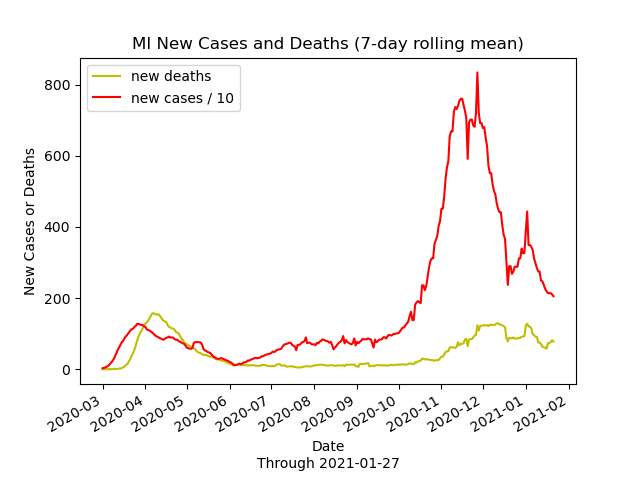 MI New Cases and Deaths (7-day rolling mean)
new deaths
new cases / 10
800
600
400
200
0
New Cases or Deaths
2020-03
2020-04
2020-05
2020-06
2020-07
2020-08
2020-09
2020-10
2020-11
2020-12
2021-01
2021-02
Date
Through 2021-01-27